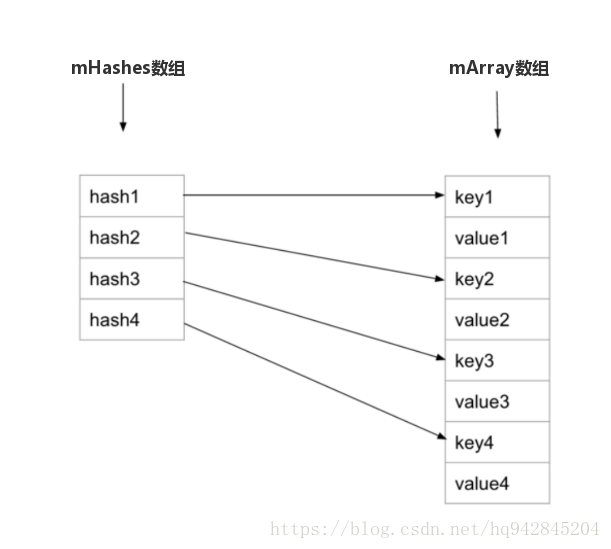 mHashes数组
mArray数组
hash1
hash2
hash3
hash4
key1
value1
key2
value2
key3
value3
key4
value4
https://blog.csdn.net/hq942845204